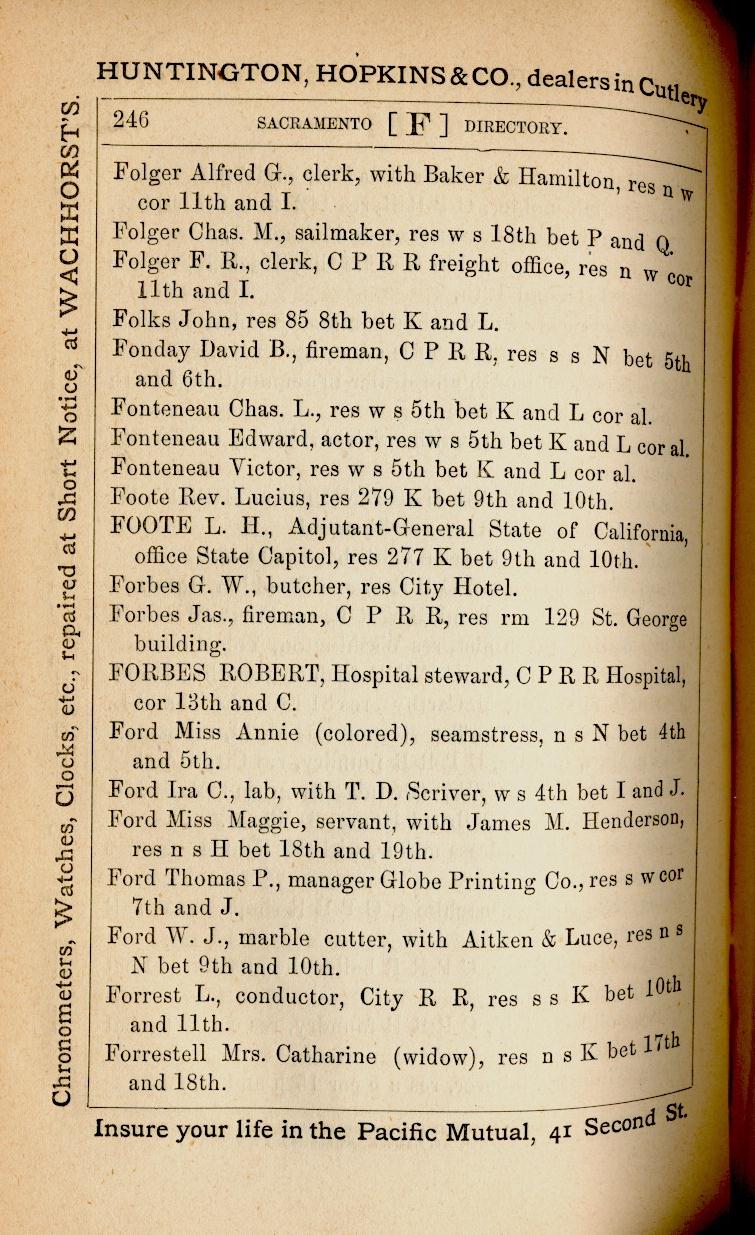 HUNTINGTON, HOPKINS & CO., dealers in Cutlery
246 SACRAMENTO [F] DIRECTORY.
Folger Alfred G., clerk, with Baker & Hamilton, res n w
cor 11th and I.
Folger Chas. M., sailmaker, res w s 18th bet P and Q.
Folger F. R., clerk, C P R R freight office, res n w cor
11th and I.
Folks John, res 85 8th bet K and L.
Fonday David B., fireman, C P R R, res s s N bet 5th
and 6th.
Fonteneau Chas. L., res w s 5th bet K and L cor al.
Fonteneau Edward, actor, res w s 5th bet K and L cor al.
Fonteneau Victor, res w s 5th bet K and L cor al.
Foote Rev. Lucius, res 279 K bet 9th and 10th.
FOOTE L. H., Adjutant-General State of California,
office State Capitol, res 277 K bet 9th and 10th.
Forbes G. W., butcher, res City Hotel.
Forbes Jas., fireman, C P R R, res rm 129 St. George
building.
FORBES ROBERT, Hospital steward, C P R R Hospital,
cor 13th and C.
Ford Miss Annie (colored), seamstress, n s N bet 4th
and 5th.
Ford Ira C., lab, with T. D. Scriver, w s 4th bet I and J.
Ford Miss Maggie, servant, with James M. Henderson,
res n s H bet 18th and 19th.
Ford Thomas P., manager Globe Printing Co., res s w cor
7th and J.
Ford W. J., marble cutter, with Aitken & Luce, res n s
N bet 9th and 10th.
Forrest L., conductor, City R R, res s s K bet 10th
and 11th.
Forrestell Mrs. Catharine (widow), res n s K bet 17th
and 18th.
Insure your life in the Pacific Mutual, 41 Second St.
Chronometers, Watches, Clocks, etc., repaired at Short Notice, at WACHHORST'S.